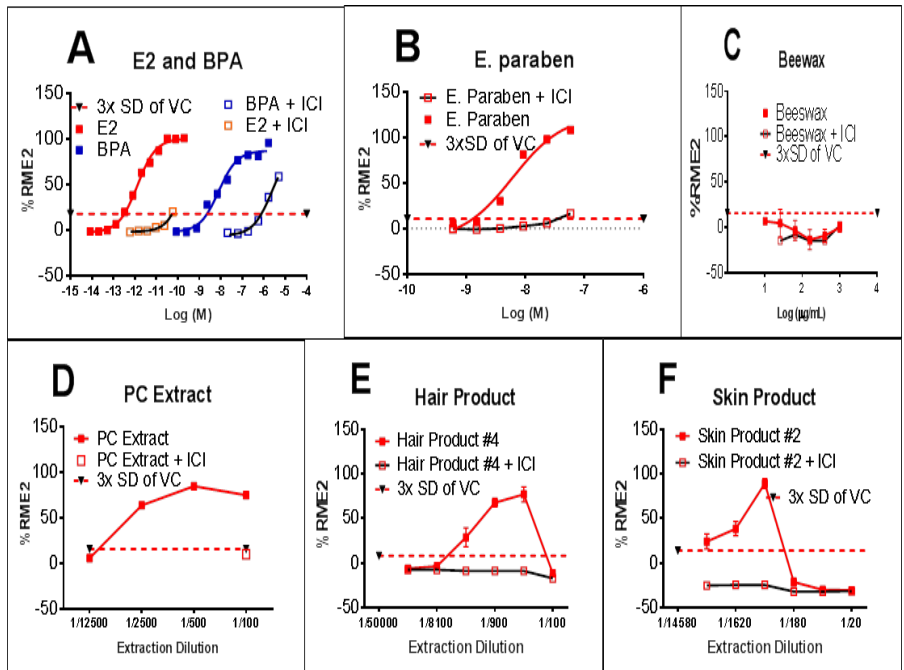 A
E2 and BPA
150
100
50
0
-50
% RME2
3x SD of VC
E2
BPA
BPA + ICI
E2 + ICI
-15 -14 -13 -12 -11 -10 -9 -8 -7 -6 -5 -4
Log (M)
B
E. paraben
150
100
50
0
-50
% RME2
E. Paraben + ICI
E. Paraben
3xSD of VC
-10 -9 -8 -7 -6
Log (M)
C
Beewax
150
100
50
0
-50
%RME2
Beeswax
Beeswax + ICI
3xSD of VC
1 2 3 4
Log (µg/mL)
D
PC Extract
150
100
50
0
-50
% RME2
PC Extract
PC Extract + ICI
3x SD of VC
1/12500 1/2500 1/500 1/100
Extraction Dilution
E
Hair Product
150
100
50
0
-50
% RME2
Hair Product #4
Hair Product #4 + ICI
3x SD of VC
1/50000 1/8100 1/900 1/100
Extraction Dilution
F
Skin Product
150
100
50
0
-50
% RME2
Skin Product #2
Skin Product #2 + ICI
3x SD of VC
1/14580 1/1620 1/180 1/20
Extraction Dilution